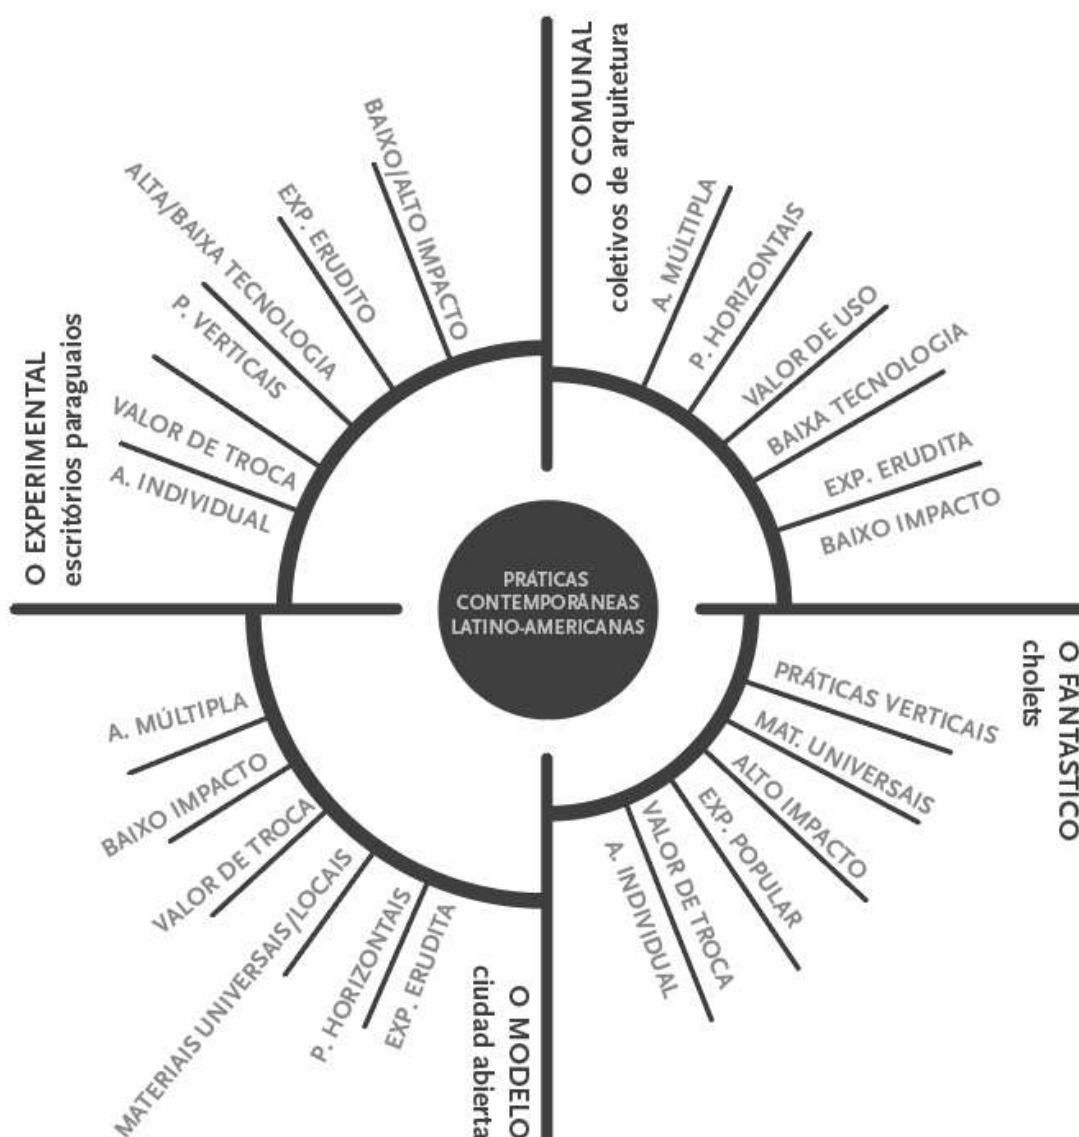 PRÁTICAS
CONTEMPORÂNEAS
LATINO-AMERICANAS
O COMUNAL
coletivos de arquitetura
A. MÚLTIPLA
P. HORIZONTAIS
VALOR DE USO
BAIXA TECNOLOGIA
EXP. ERUDITA
BAIXO IMPACTO
O FANTÁSTICO
cholets
PRÁTICAS VERTICAIS
MAT. UNIVERSAIS
ALTO IMPACTO
EXP. POPULAR
VALOR DE TROCA
A. INDIVIDUAL
O MODELO
ciudad abierta
EXP. ERUDITA
P. HORIZONTAIS
MATERIAIS UNIVERSAIS/LOCAIS
VALOR DE TROCA
BAIXO IMPACTO
A. MÚLTIPLA
O EXPERIMENTAL
escritórios paraguaios
A. INDIVIDUAL
VALOR DE TROCA
P. VERTICAIS
ALTA/BAIXA TECNOLOGIA
EXP. ERUDITO
BAIXO/ALTO IMPACTO